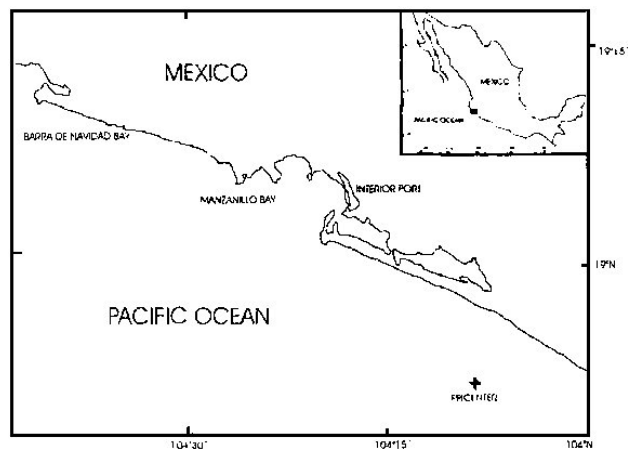 MEXICO
19°15'
MEXICO
PACIFIC OCEAN
BARRA DE NAVIDAD BAY
MANZANILLO BAY
INTERIOR PORT
19°N
PACIFIC OCEAN
EPICENTER
104°30'
104°15'
104°N